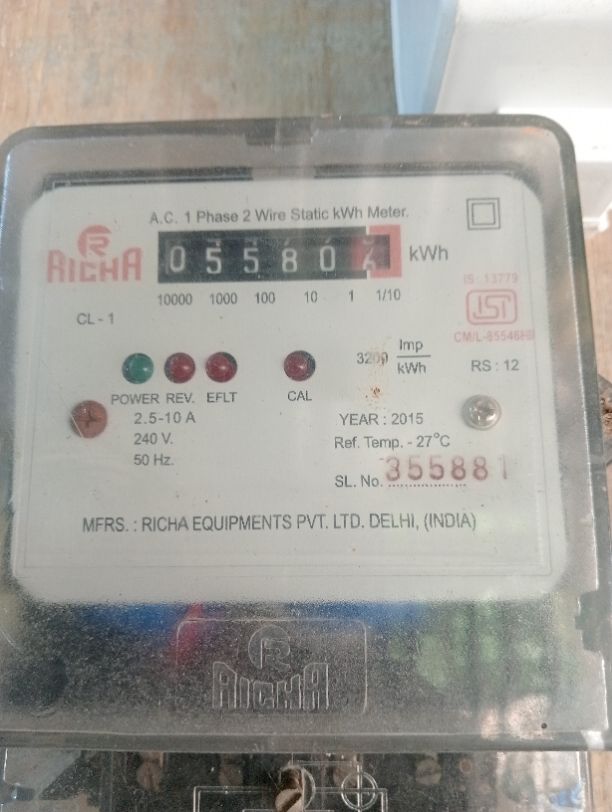 A.C. 1 Phase 2 Wire Static kWh Meter.
R
RICHA
05580 kWh
10000 1000 100 10 1 1/10
IS: 13779
ISI
CM/L-
CL - 1
Imp
3200 kWh
RS : 12
POWER REV. EFLT CAL
2.5-10 A
YEAR : 2015
240 V.
Ref. Temp. - 27°C
50 Hz.
SL. No. 355881
MFRS. : RICHA EQUIPMENTS PVT. LTD. DELHI, (INDIA)
R
RICHA